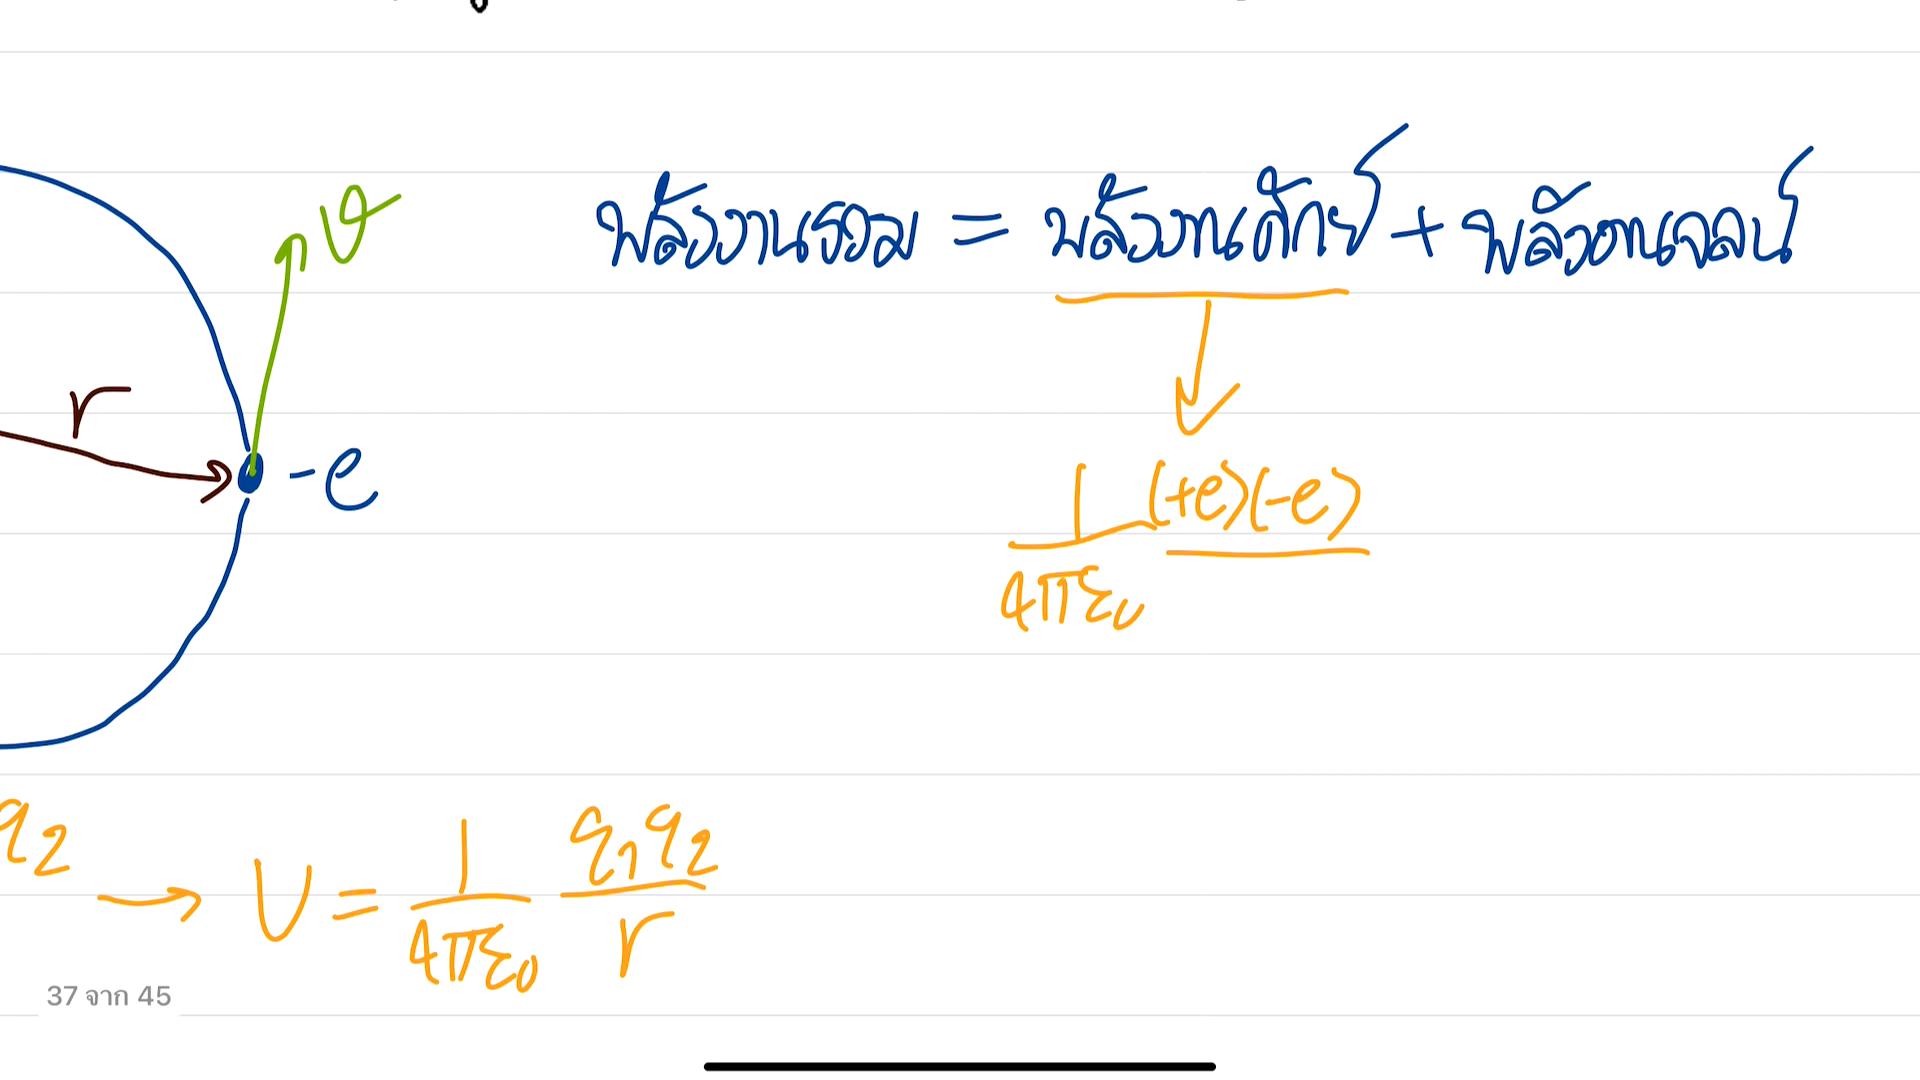 v
พลังงานรวม = พลังงานศักย์ + พลังงานจลน์
r
-e
1 (+e)(-e)
4πε0
q2 → U = 1 q1q2
4πε0 r
37 จาก 45